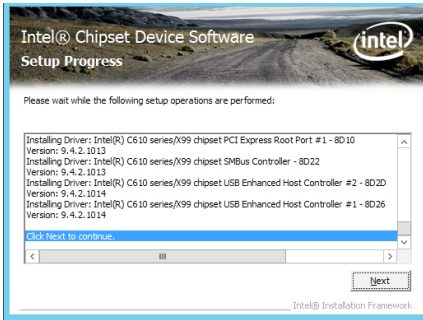 Intel® Chipset Device Software
Setup Progress
intel
Please wait while the following setup operations are performed:
Installing Driver: Intel(R) C610 series/X99 chipset PCI Express Root Port #1 - 8D10
Version: 9.4.2.1013
Installing Driver: Intel(R) C610 series/X99 chipset SMBus Controller - 8D22
Version: 9.4.2.1013
Installing Driver: Intel(R) C610 series/X99 chipset USB Enhanced Host Controller #2 - 8D2D
Version: 9.4.2.1014
Installing Driver: Intel(R) C610 series/X99 chipset USB Enhanced Host Controller #1 - 8D26
Version: 9.4.2.1014
Click Next to continue.
Next
Intel® Installation Framework